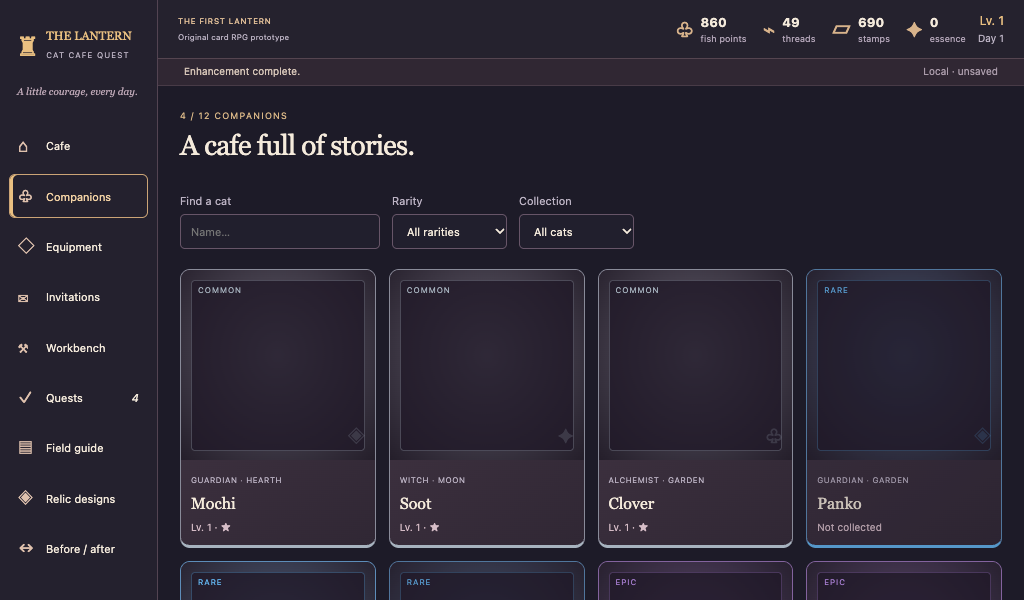 THE LANTERN
CAT CAFE QUEST
A little courage, every day.
Cafe
Companions
Equipment
Invitations
Workbench
Quests 4
Field guide
Relic designs
Before / after
THE FIRST LANTERN
Original card RPG prototype
860 fish points
49 threads
690 stamps
0 essence
Lv. 1
Day 1
Enhancement complete.
Local · unsaved
4 / 12 COMPANIONS
A cafe full of stories.
Find a cat
Name...
Rarity
All rarities
Collection
All cats
COMMON
GUARDIAN · HEARTH
Mochi
Lv. 1 · ★
COMMON
WITCH · MOON
Soot
Lv. 1 · ★
COMMON
ALCHEMIST · GARDEN
Clover
Lv. 1 · ★
RARE
GUARDIAN · GARDEN
Panko
Not collected
RARE
RARE
EPIC
EPIC